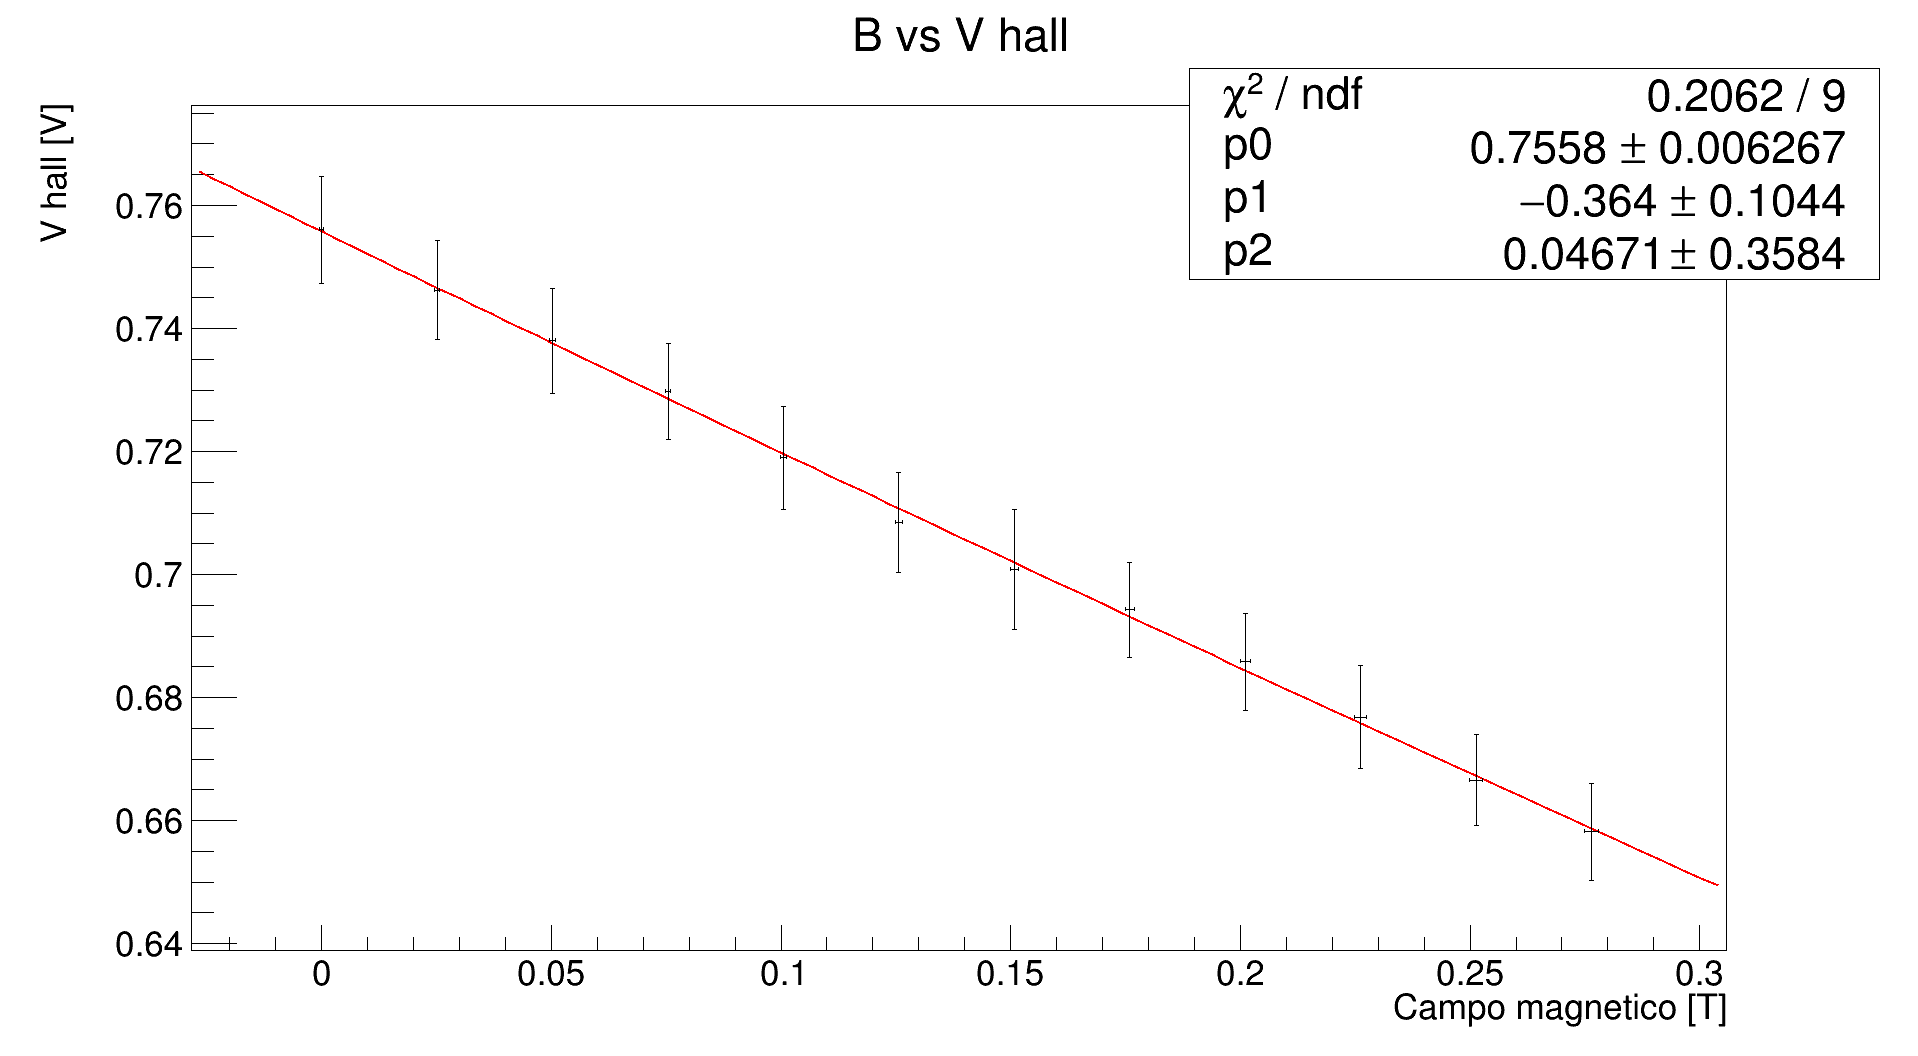 B vs V hall
χ2 / ndf 0.2062 / 9
p0 0.7558 ± 0.006267
p1 −0.364 ± 0.1044
p2 0.04671 ± 0.3584
V hall [V]
0.76
0.74
0.72
0.7
0.68
0.66
0.64
0 0.05 0.1 0.15 0.2 0.25 0.3
Campo magnetico [T]